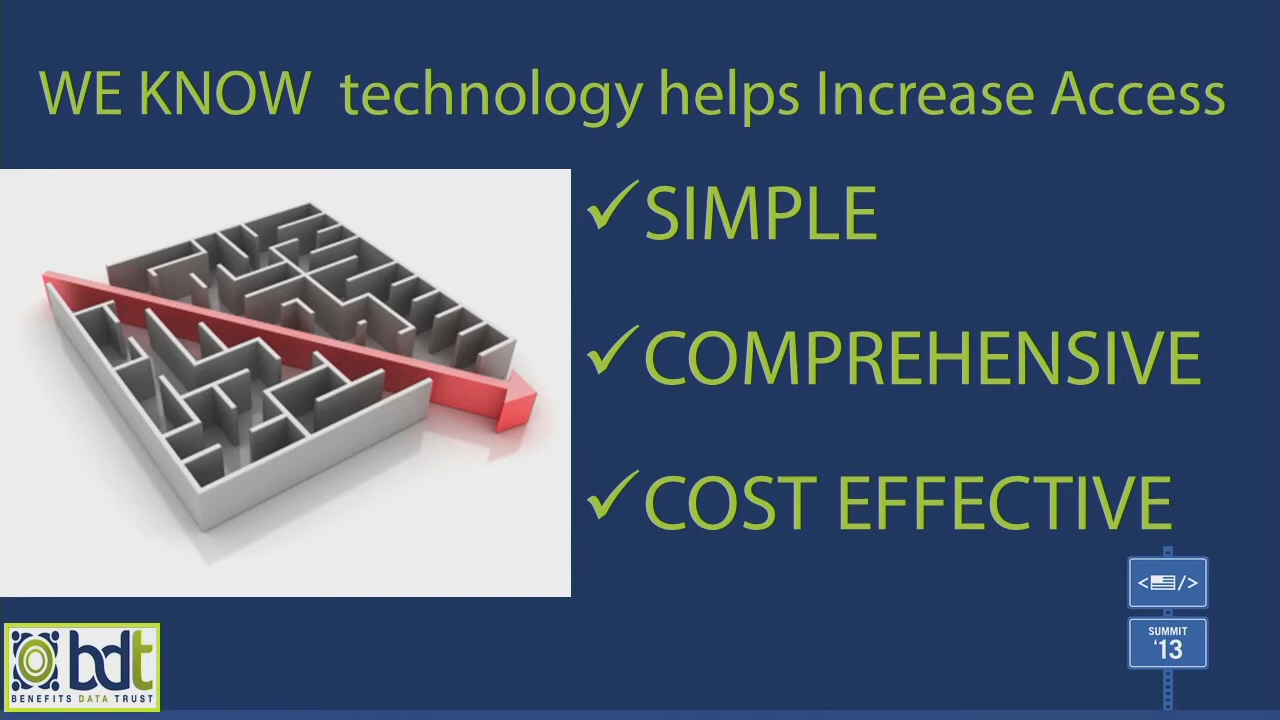 WE KNOW technology helps Increase Access
✓SIMPLE
✓COMPREHENSIVE
✓COST EFFECTIVE
< />
SUMMIT
'13
bdt
BENEFITS DATA TRUST